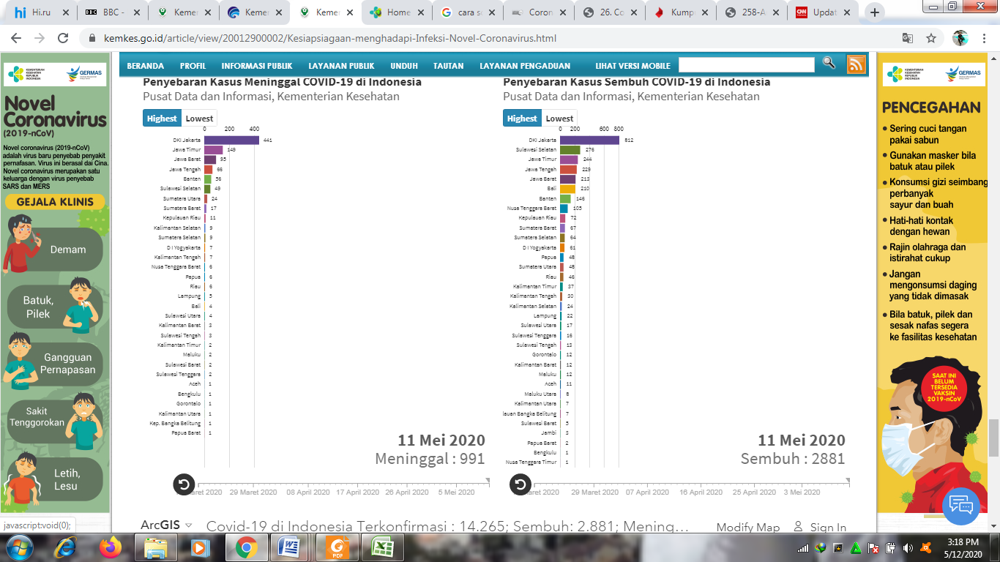 Hi.ru
BBC -
Kemer
Kemer
Kemer
Home
cara se
Coron
26. Co
Kump
258-A
Updat
kemkes.go.id/article/view/20012900002/Kesiapsiagaan-menghadapi-Infeksi-Novel-Coronavirus.html
BERANDA PROFIL INFORMASI PUBLIK LAYANAN PUBLIK UNDUH TAUTAN LAYANAN PENGADUAN LIHAT VERSI MOBILE
KEMENTERIAN
KESEHATAN
REPUBLIK
INDONESIA
GERMAS
Novel
Coronavirus
(2019-nCoV)
Novel coronavirus (2019-nCoV)
adalah virus baru penyebab penyakit
pernafasan. Virus ini berasal dai Cina.
Novel coronavirus merupakan satu
keluarga dengan virus penyebab
SARS dan MERS
GEJALA KLINIS
Demam
Batuk,
Pilek
Gangguan
Pernapasan
Sakit
Tenggorokan
Letih,
Lesu
javascript:void(0);
Penyebaran Kasus Meninggal COVID-19 di Indonesia
Pusat Data dan Informasi, Kementerian Kesehatan
Highest Lowest
0 200 400
DKI Jakarta 441
Jawa Timur 149
Jawa Barat 95
Jawa Tengah 66
Banten 56
Sulawesi Selatan 49
Sumatera Utara 24
Sumatera Barat 17
Kepulauan Riau 11
Kalimantan Selatan 9
Sumatera Selatan 9
D I Yogyakarta 7
Kalimantan Tengah 7
Nusa Tenggara Barat 6
Papua 6
Riau 6
Lampung 5
Bali 4
Sulawesi Utara 4
Kalimantan Barat 3
Sulawesi Tengah 3
Kalimantan Timur 2
Maluku 2
Sulawesi Barat 2
Sulawesi Tenggara 2
Aceh 1
Bengkulu 1
Gorontalo 1
Kalimantan Utara 1
Kep. Bangka Belitung 1
Papua Barat 1
11 Mei 2020
Meninggal : 991
aret 2020 29 Maret 2020 08 April 2020 17 April 2020 26 April 2020 5 Mei 2020
Penyebaran Kasus Sembuh COVID-19 di Indonesia
Pusat Data dan Informasi, Kementerian Kesehatan
Highest Lowest
0 200 600 800
DKI Jakarta 812
Sulawesi Selatan 276
Jawa Timur 244
Jawa Tengah 229
Jawa Barat 213
Bali 210
Banten 146
Nusa Tenggara Barat 105
Kepulauan Riau 72
Sumatera Barat 67
Sumatera Selatan 64
D I Yogyakarta 61
Papua 48
Sumatera Utara 48
Riau 46
Kalimantan Timur 37
Kalimantan Tengah 30
Kalimantan Selatan 24
Lampung 22
Sulawesi Utara 17
Sulawesi Tenggara 16
Sulawesi Tengah 13
Gorontalo 12
Kalimantan Barat 12
Maluku 12
Aceh 11
Maluku Utara 8
Kalimantan Utara 7
lauan Bangka Belitung 7
Sulawesi Barat 5
Jambi 3
Papua Barat 2
Bengkulu 1
Nusa Tenggara Timur 1
11 Mei 2020
Sembuh : 2881
aret 2020 29 Maret 2020 07 April 2020 16 April 2020 25 April 2020 3 Mei 2020
ArcGIS Covid-19 di Indonesia Terkonfirmasi : 14.265; Sembuh: 2.881; Mening... Modify Map Sign In
KEMENTERIAN
KESEHATAN
REPUBLIK
INDONESIA
GERMAS
PENCEGAHAN
• Sering cuci tangan
pakai sabun
• Gunakan masker bila
batuk atau pilek
• Konsumsi gizi seimbang
perbanyak
sayur dan buah
• Hati-hati kontak
dengan hewan
• Rajin olahraga dan
istirahat cukup
• Jangan
mengonsumsi daging
yang tidak dimasak
• Bila batuk, pilek dan
sesak nafas segera
ke fasilitas kesehatan
SAAT INI
BELUM
TERSEDIA
VAKSIN
2019-nCoV
PDF
3:18 PM
5/12/2020